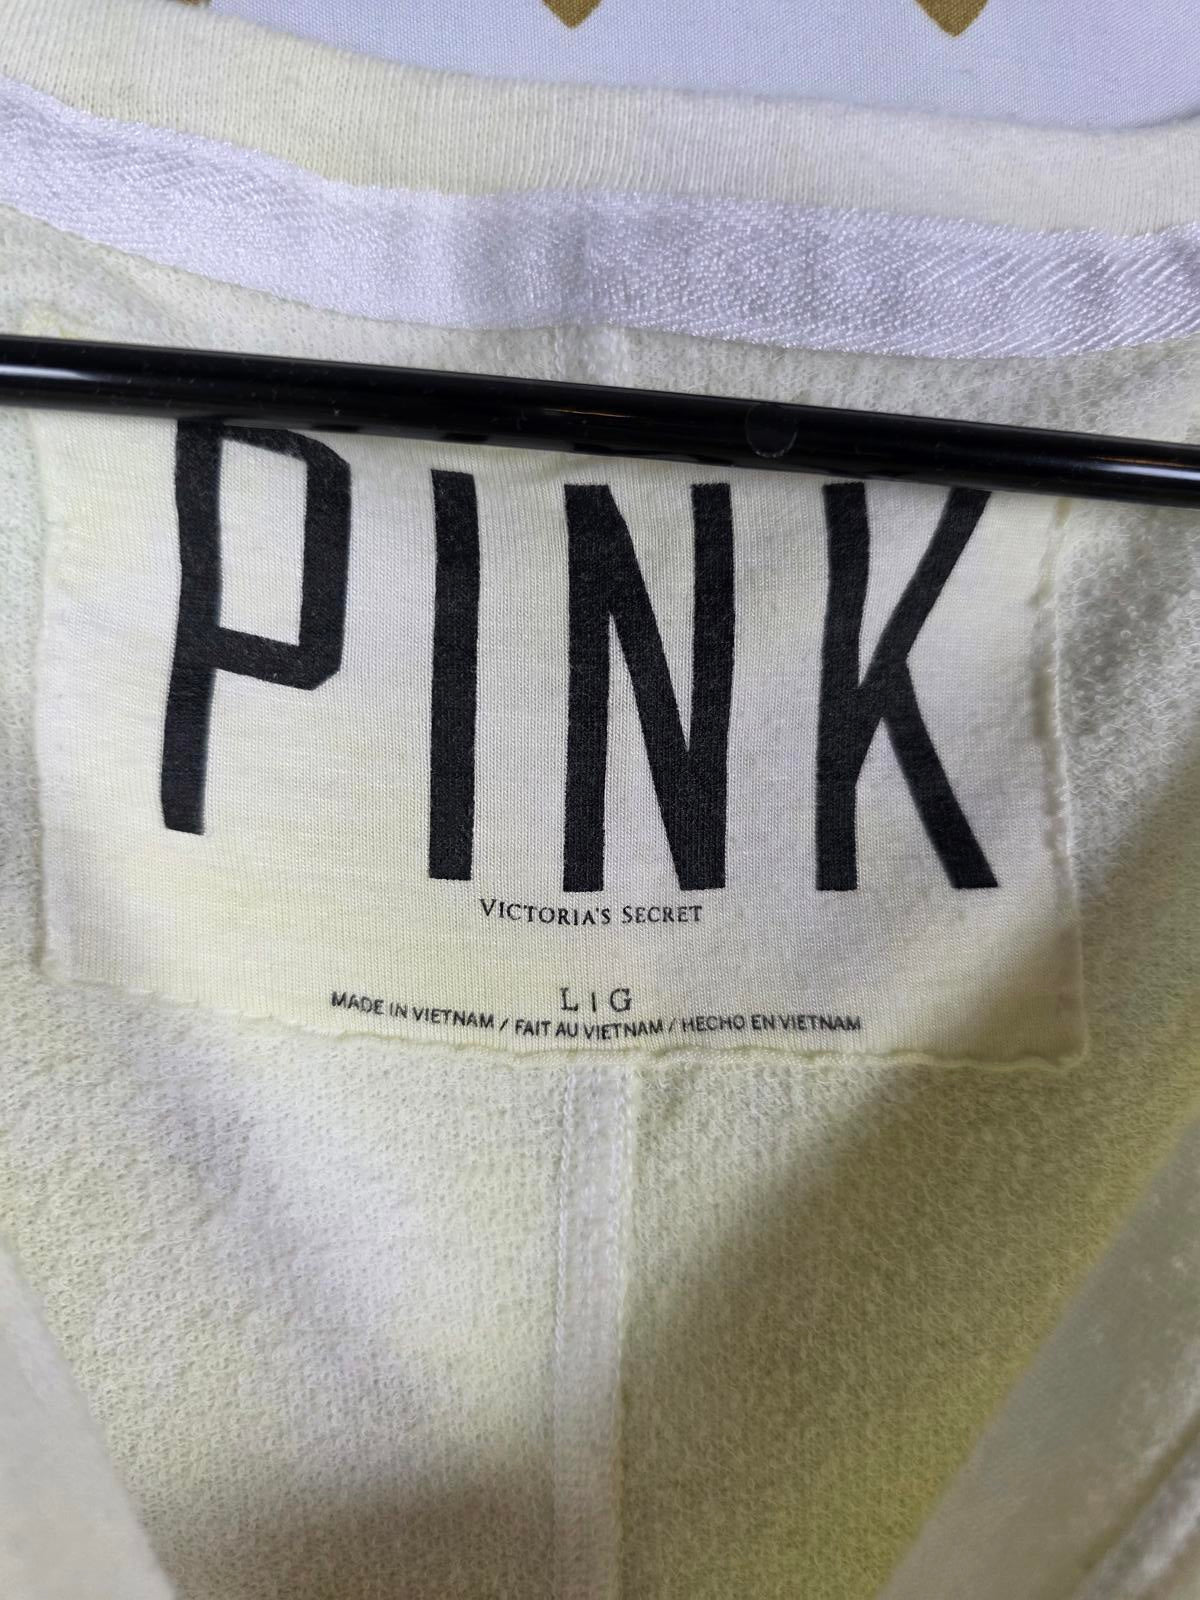 PINK
VICTORIA'S SECRET
L | G
MADE IN VIETNAM / FAIT AU VIETNAM / HECHO EN VIETNAM